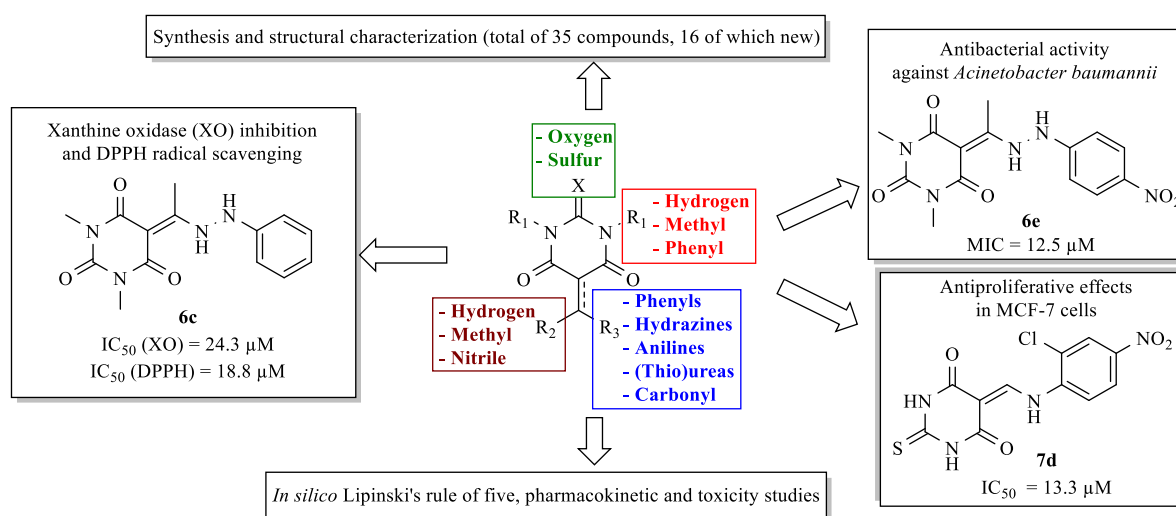 Synthesis and structural characterization (total of 35 compounds, 16 of which new)
Xanthine oxidase (XO) inhibition
and DPPH radical scavenging
O
H
N
N
N
H
O
N
O
6c
IC50 (XO) = 24.3 µM
IC50 (DPPH) = 18.8 µM
- Oxygen
- Sulfur
X
R1
N
N
R1
O
O
R2
R3
- Hydrogen
- Methyl
- Phenyl
- Hydrogen
- Methyl
- Nitrile
- Phenyls
- Hydrazines
- Anilines
- (Thio)ureas
- Carbonyl
Antibacterial activity
against Acinetobacter baumannii
O
H
N
N
N
H
O
N
O
NO2
6e
MIC = 12.5 µM
Antiproliferative effects
in MCF-7 cells
Cl
NO2
O
HN
N
H
S
N
H
O
7d
IC50 = 13.3 µM
In silico Lipinski's rule of five, pharmacokinetic and toxicity studies